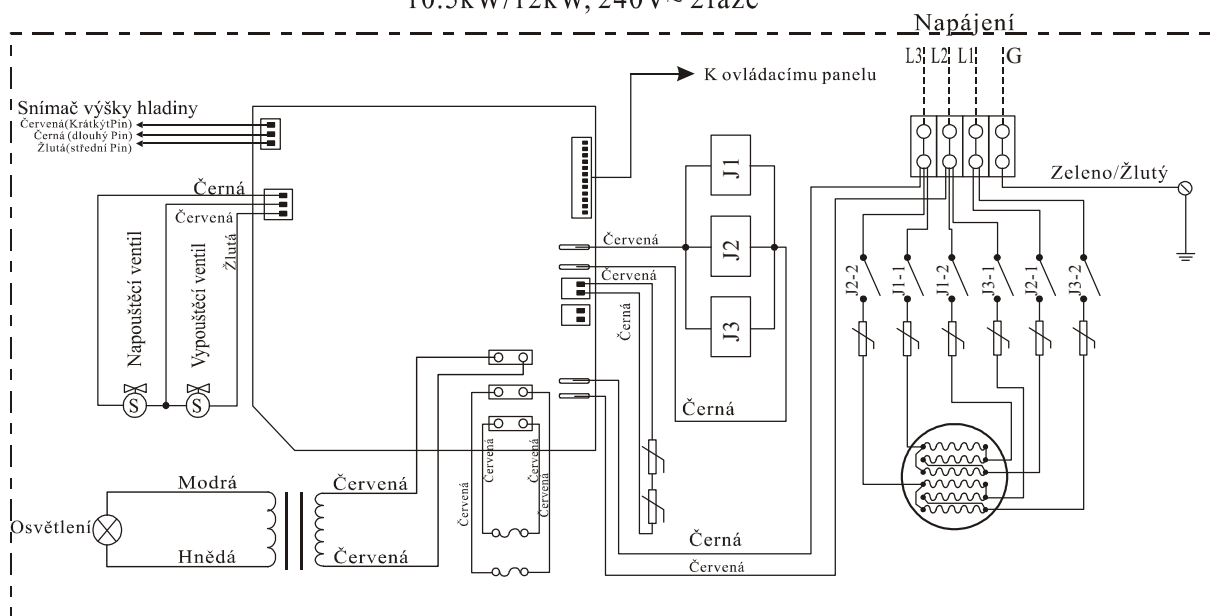 10.5kW/12kW, 240V~ 2fáze
Napájení
L3 L2 L1 G
K ovládacímu panelu
Snímač výšky hladiny
Červená(KrátkýtPin)
Černá (dlouhý Pin)
Žlutá(střední Pin)
Černá
Červená
Žlutá
Napouštěcí ventil
Vypouštěcí ventil
S
S
J1
J2
J3
Červená
Červená
Černá
Černá
Zeleno/Žlutý
J2-2
J1-1
J1-2
J3-1
J2-1
J3-2
Červená
Červená
Červená
Červená
Modrá
Hnědá
Osvětlení
Červená
Červená
Černá
Červená